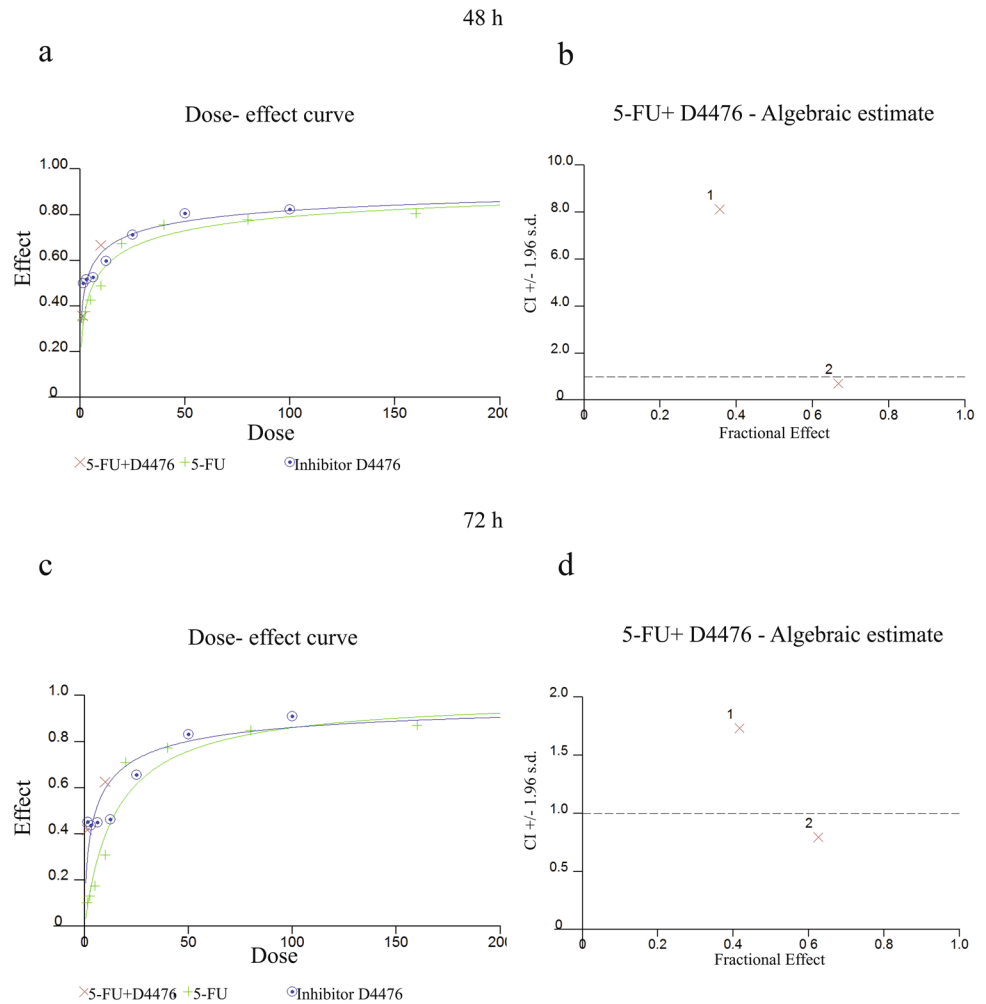 48 h
a
b
Dose- effect curve
5-FU+ D4476 - Algebraic estimate
1.00
0.80
0.60
0.40
0.20
0
Effect
0 50 100 150 200
Dose
5-FU+D4476 5-FU Inhibitor D4476
10.0
8.0
6.0
4.0
2.0
0
CI +/- 1.96 s.d.
1
2
0 0.2 0.4 0 6 0.8 1.0
Fractional Effect
72 h
c
d
Dose- effect curve
5-FU+ D4476 - Algebraic estimate
1.0
0.8
0.6
0.4
0.2
0
Effect
0 50 100 150 200
Dose
5-FU+D4476 5-FU Inhibitor D4476
2.0
1.5
1.0
0.5
0
CI +/- 1.96 s.d.
1
2
0 0.2 0.4 0 6 0.8 1.0
Fractional Effect